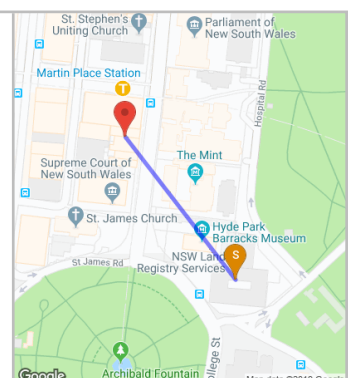 St. Stephen's
Uniting Church
Parliament of
New South Wales
Martin Place Station
T
Hospital Rd
Supreme Court of
New South Wales
The Mint
St. James Church
Hyde Park
Barracks Museum
NSW Land
Registry Services
S
St James Rd
College St
Archibald Fountain
Google